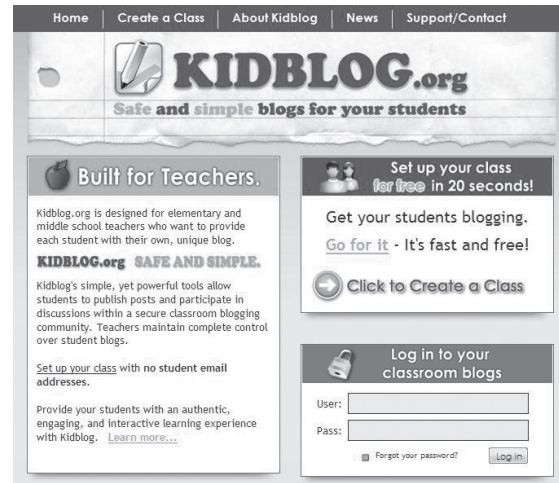 Home Create a Class About Kidblog News Support/Contact
KIDBLOG.org
Safe and simple blogs for your students
Built for Teachers.
Kidblog.org is designed for elementary and
middle school teachers who want to provide
each student with their own, unique blog.
KIDBLOG.org SAFE AND SIMPLE.
Kidblog's simple, yet powerful tools allow
students to publish posts and participate in
discussions within a secure classroom blogging
community. Teachers maintain complete control
over student blogs.
Set up your class with no student email
addresses.
Provide your students with an authentic,
engaging, and interactive learning experience
with Kidblog. Learn more...
Set up your class
for free in 20 seconds!
Get your students blogging.
Go for it - It's fast and free!
Click to Create a Class
Log in to your
classroom blogs
User:
Pass:
Forgot your password? Log in